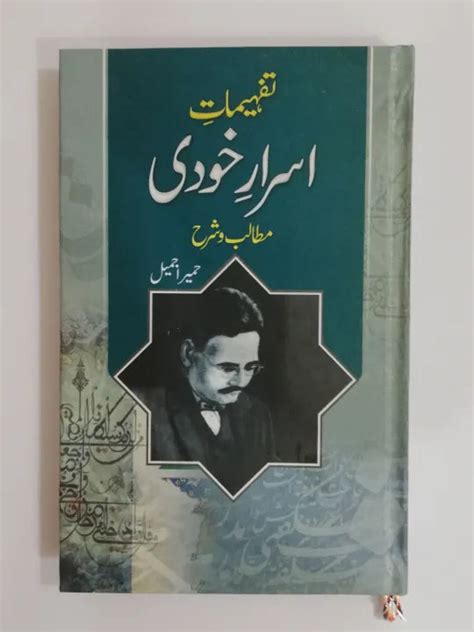 تفہیماتِ
اسرارِ خودی
مطالب و شرح
حمیرا جمیل